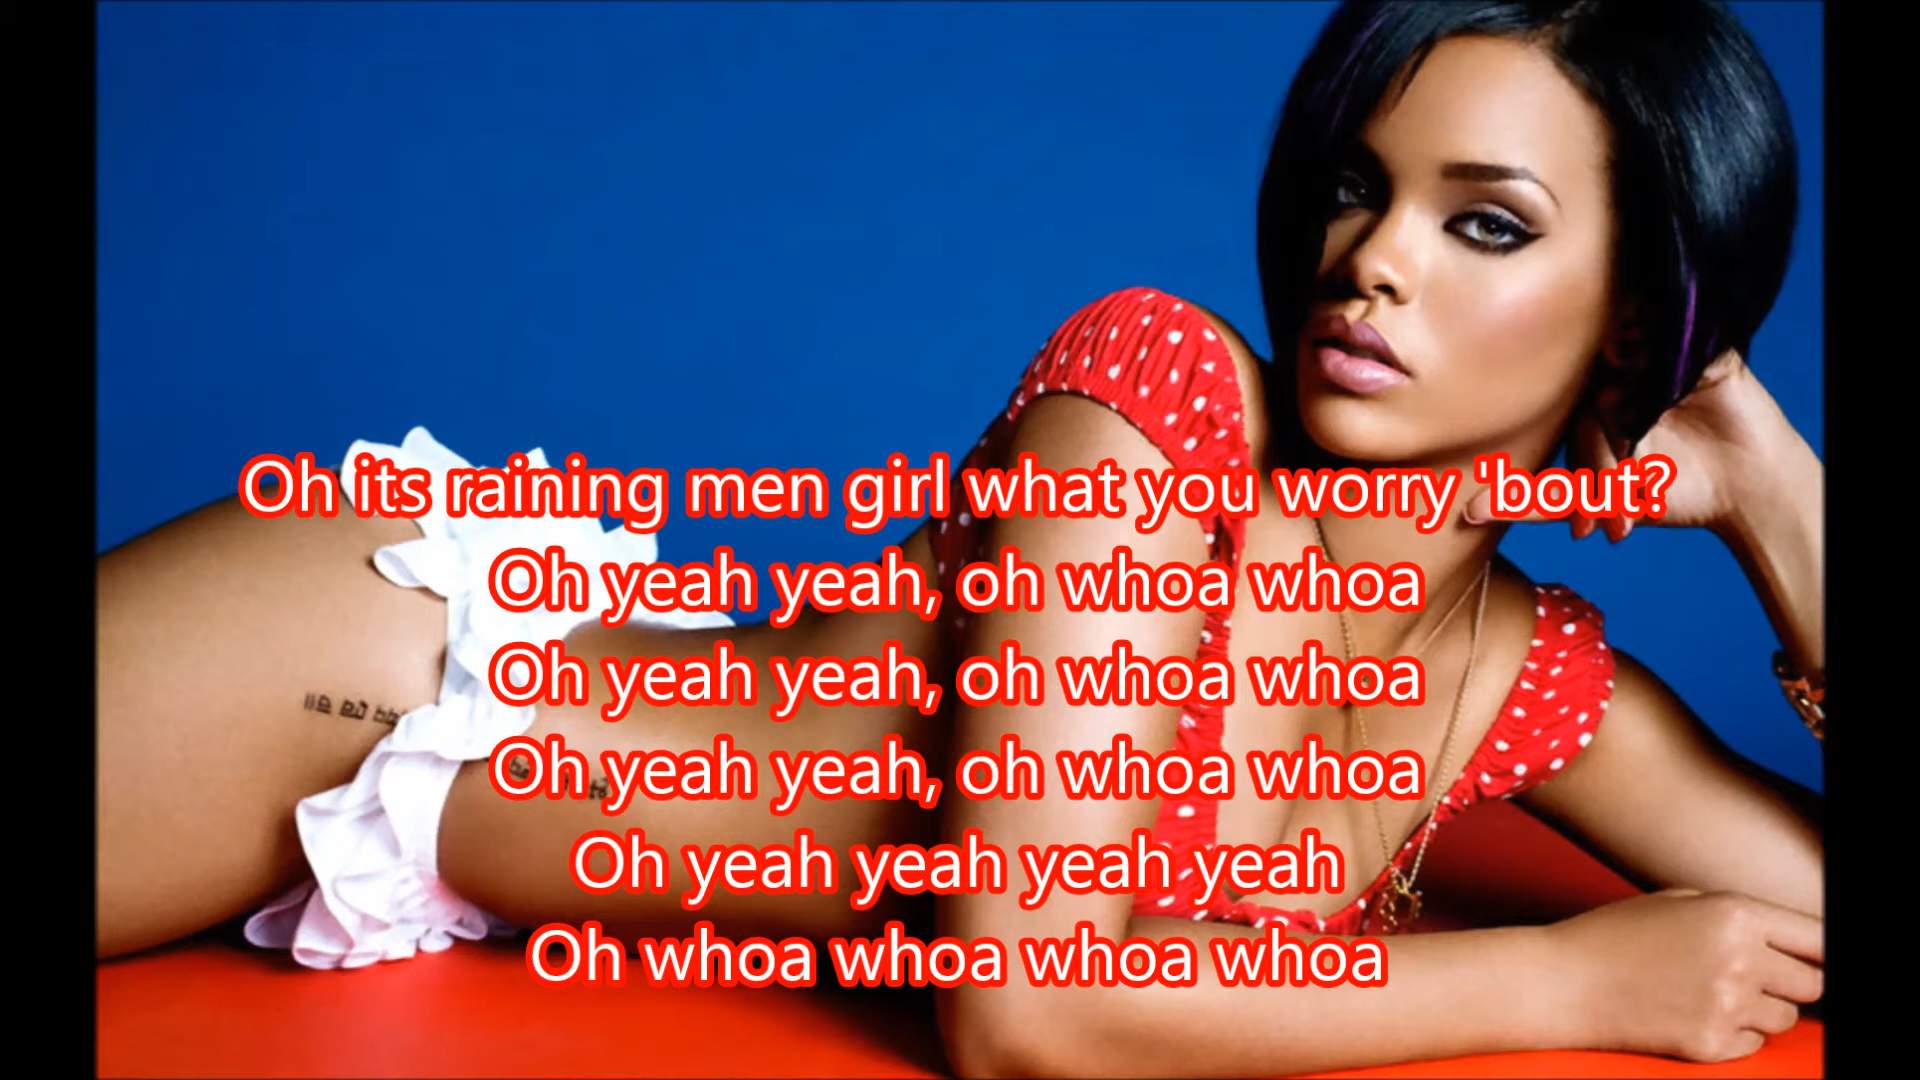 Oh its raining men girl what you worry 'bout?
Oh yeah yeah, oh whoa whoa
Oh yeah yeah, oh whoa whoa
Oh yeah yeah, oh whoa whoa
Oh yeah yeah yeah yeah
Oh whoa whoa whoa whoa